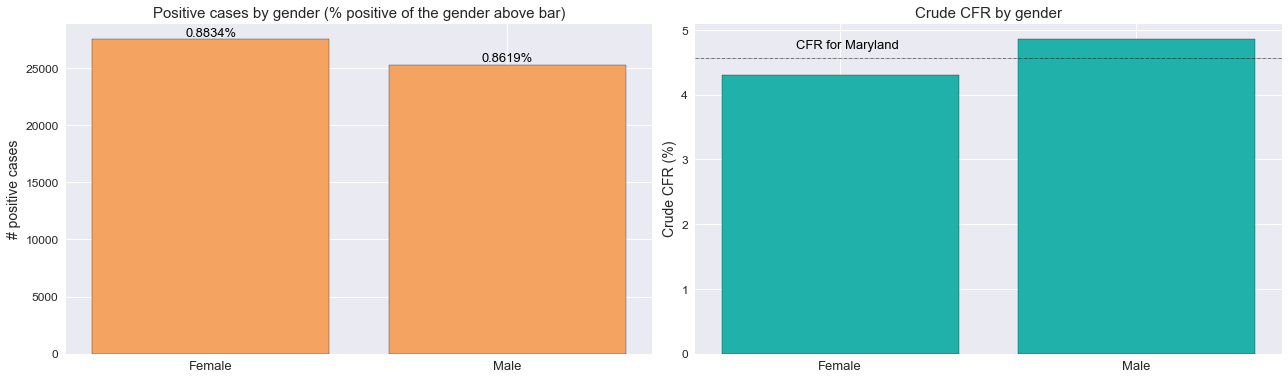 Positive cases by gender (% positive of the gender above bar)
# positive cases
25000
20000
15000
10000
5000
0
0.8834%
0.8619%
Female
Male
Crude CFR by gender
Crude CFR (%)
5
4
3
2
1
0
CFR for Maryland
Female
Male